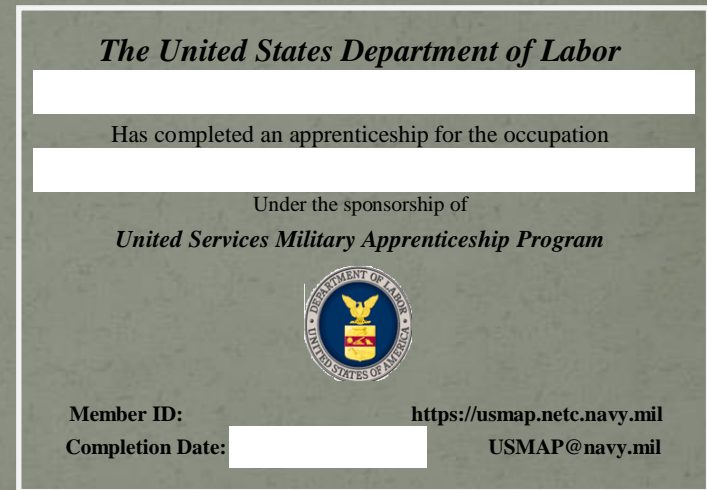 The United States Department of Labor
Has completed an apprenticeship for the occupation
Under the sponsorship of
United Services Military Apprenticeship Program
DEPARTMENT OF LABOR
UNITED STATES OF AMERICA
Member ID: https://usmap.netc.navy.mil
Completion Date: USMAP@navy.mil